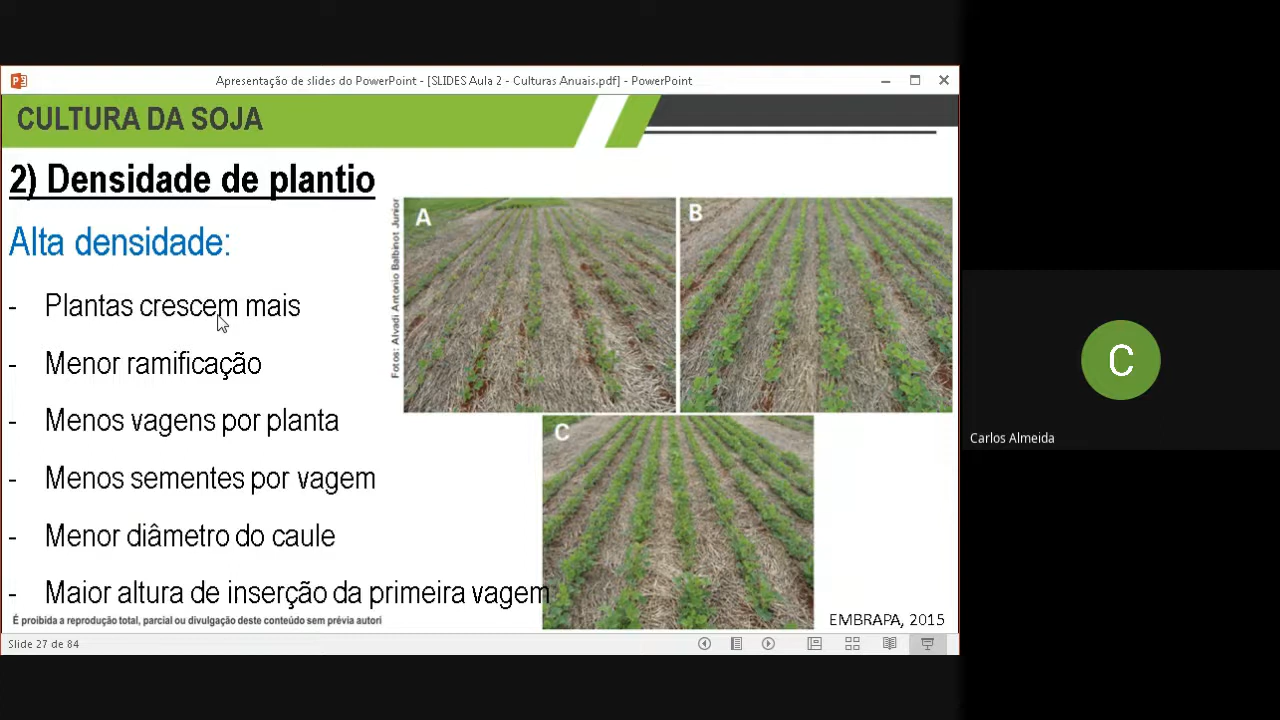 Apresentação de slides do PowerPoint - [SLIDES Aula 2 - Culturas Anuais.pdf] - PowerPoint
CULTURA DA SOJA
2) Densidade de plantio
Alta densidade:
- Plantas crescem mais
- Menor ramificação
- Menos vagens por planta
- Menos sementes por vagem
- Menor diâmetro do caule
- Maior altura de inserção da primeira vagem
É proibida a reprodução total, parcial ou divulgação deste conteúdo sem prévia autori
Fotos: Alvadi Antonio Balbinot Junior
A
B
C
EMBRAPA, 2015
Slide 27 de 84
C
Carlos Almeida